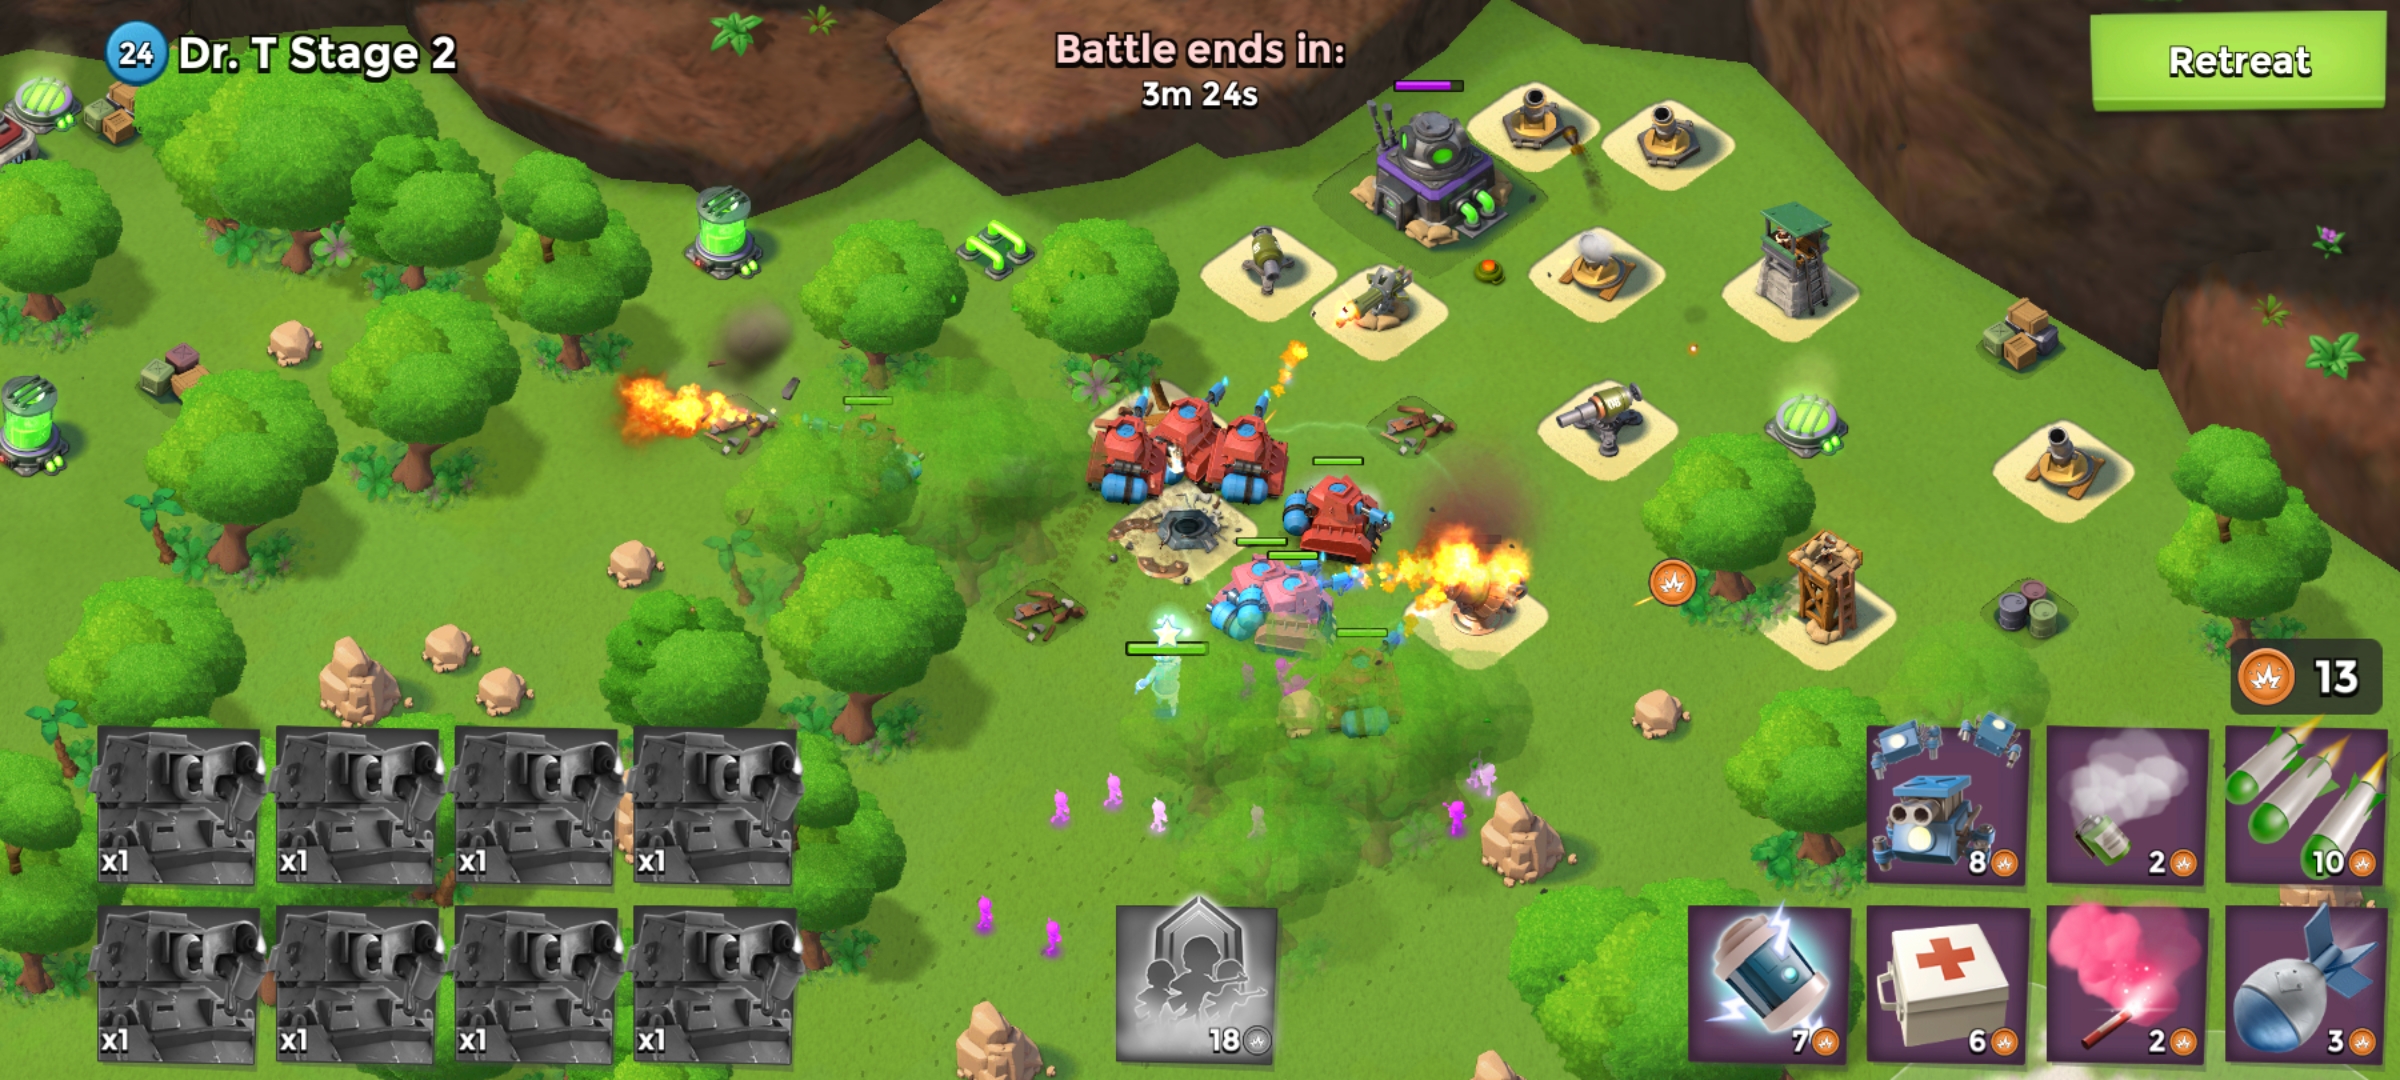 24 Dr. T Stage 2
Battle ends in:
3m 24s
Retreat
13
x1 x1 x1 x1
8 2 10
x1 x1 x1 x1
18
7 6 2 3